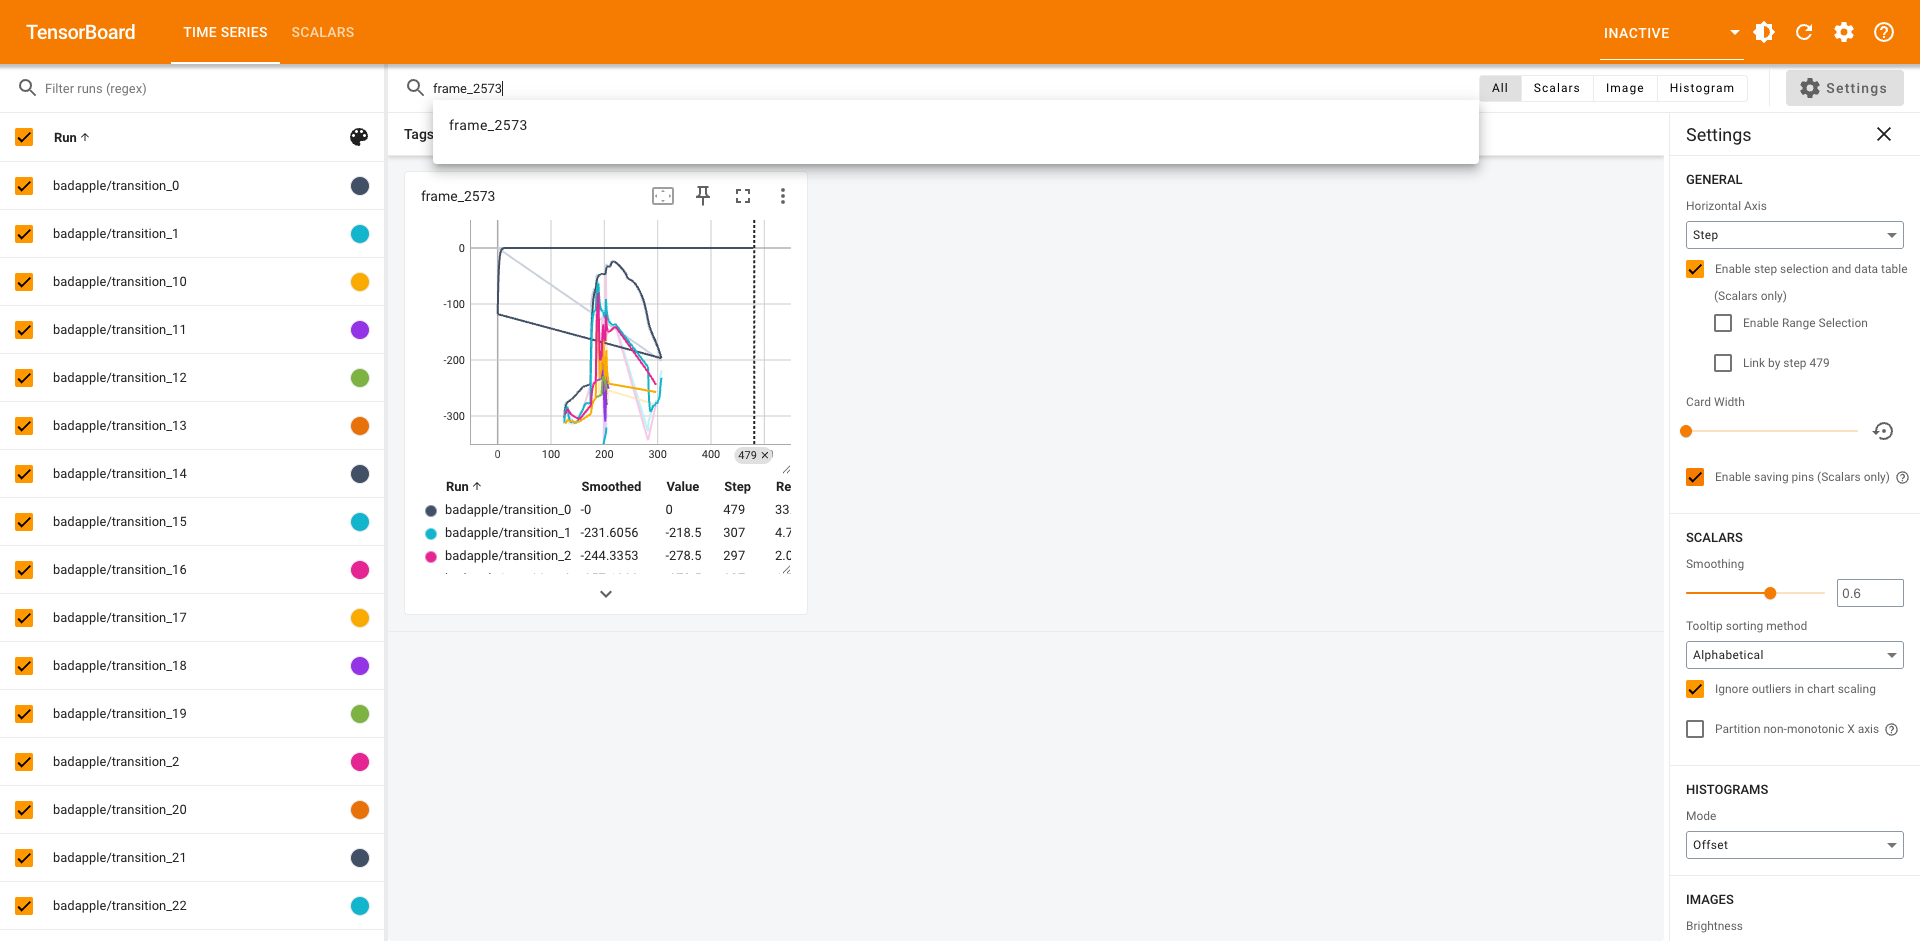 TensorBoard
TIME SERIES
SCALARS
INACTIVE
Filter runs (regex)
frame_2573
All
Scalars
Image
Histogram
Settings
frame_2573
Run
Tags
Settings
badapple/transition_0
badapple/transition_1
badapple/transition_10
badapple/transition_11
badapple/transition_12
badapple/transition_13
badapple/transition_14
badapple/transition_15
badapple/transition_16
badapple/transition_17
badapple/transition_18
badapple/transition_19
badapple/transition_2
badapple/transition_20
badapple/transition_21
badapple/transition_22
frame_2573
0
-100
-200
-300
0
100
200
300
400
479
Run Smoothed Value Step Re
badapple/transition_0 -0 0 479 33.
badapple/transition_1 -231.6056 -218.5 307 4.7
badapple/transition_2 -244.3353 -278.5 297 2.0
GENERAL
Horizontal Axis
Step
Enable step selection and data table
(Scalars only)
Enable Range Selection
Link by step 479
Card Width
Enable saving pins (Scalars only)
SCALARS
Smoothing
0.6
Tooltip sorting method
Alphabetical
Ignore outliers in chart scaling
Partition non-monotonic X axis
HISTOGRAMS
Mode
Offset
IMAGES
Brightness